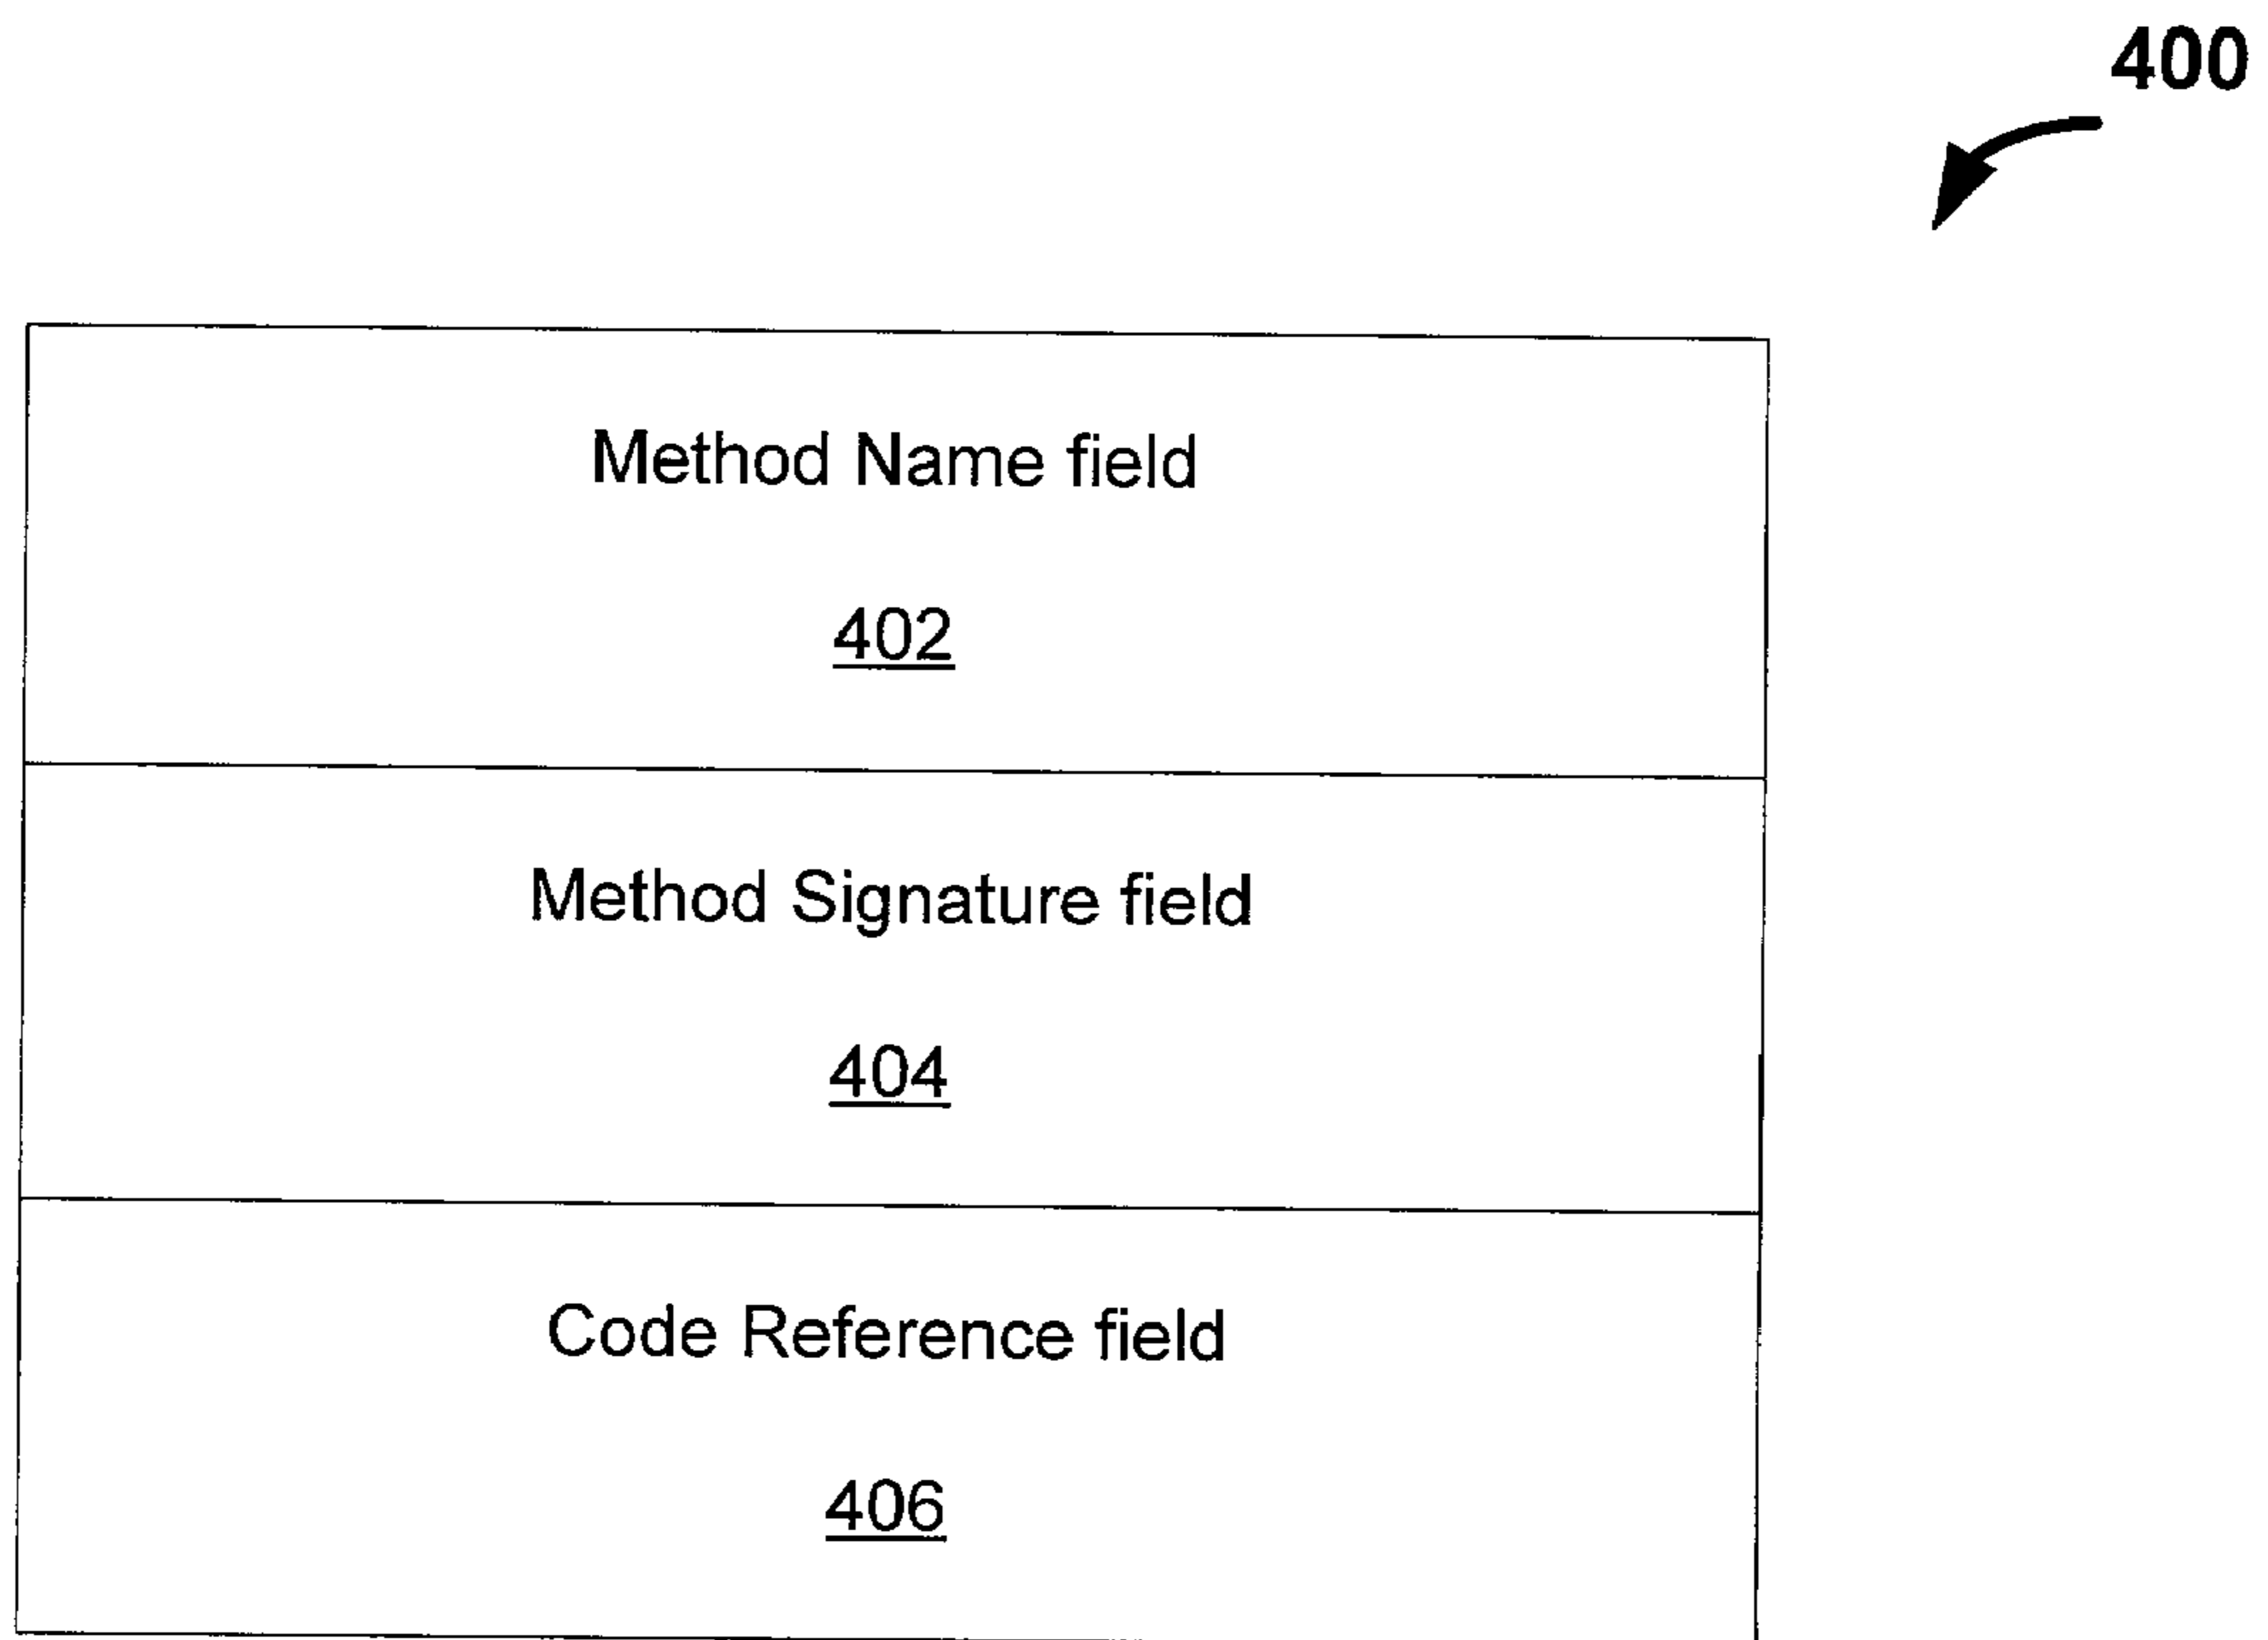 400
Method Name field
402
Method Signature field
404
Code Reference field
406